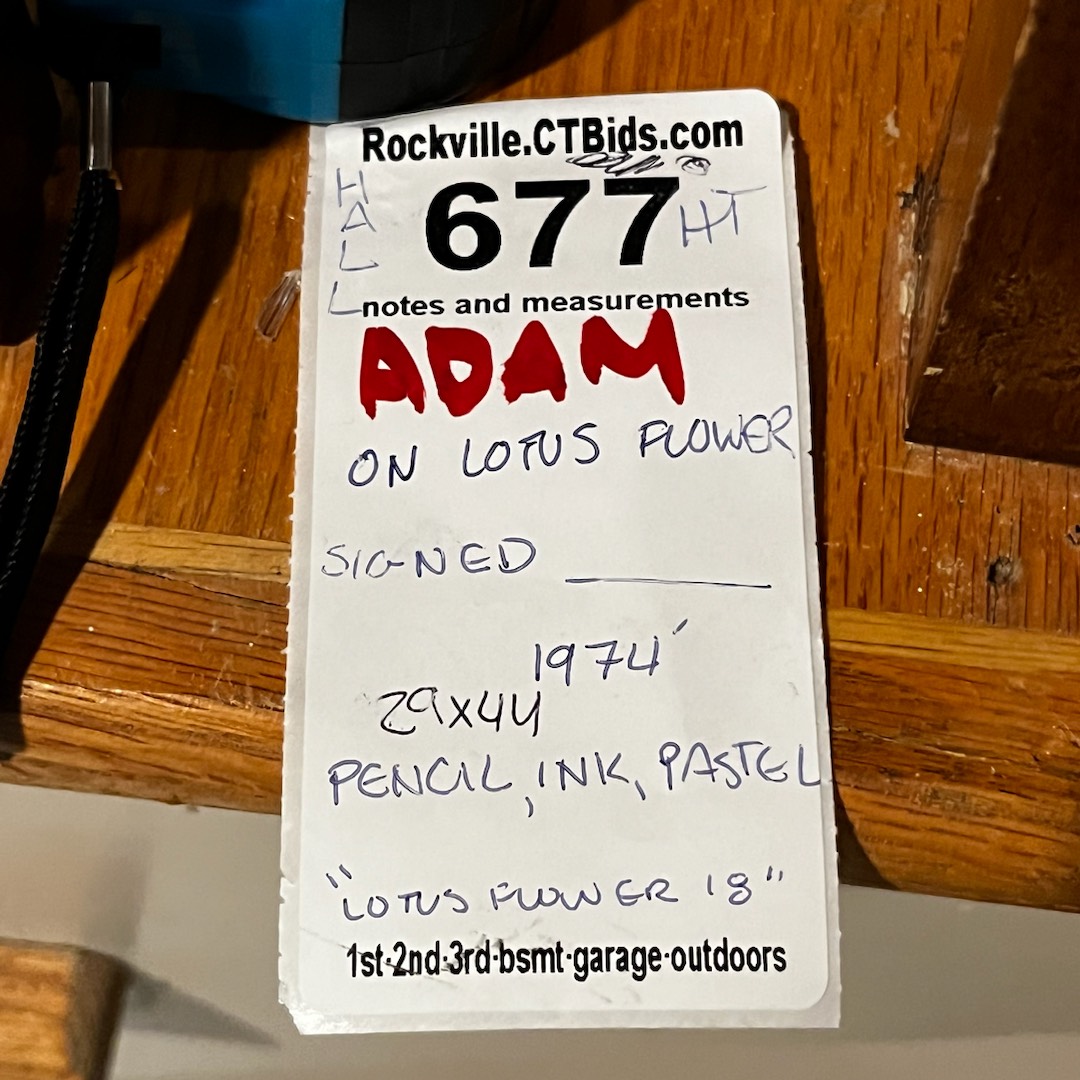 Rockville.CTBids.com
HALL
677
HT
notes and measurements
ADAM
ON LOTUS FLOWER
SIGNED
1974'
29x44
PENCIL, INK, PASTEL
"LOTUS FLOWER 18"
1st·2nd·3rd·bsmt·garage·outdoors